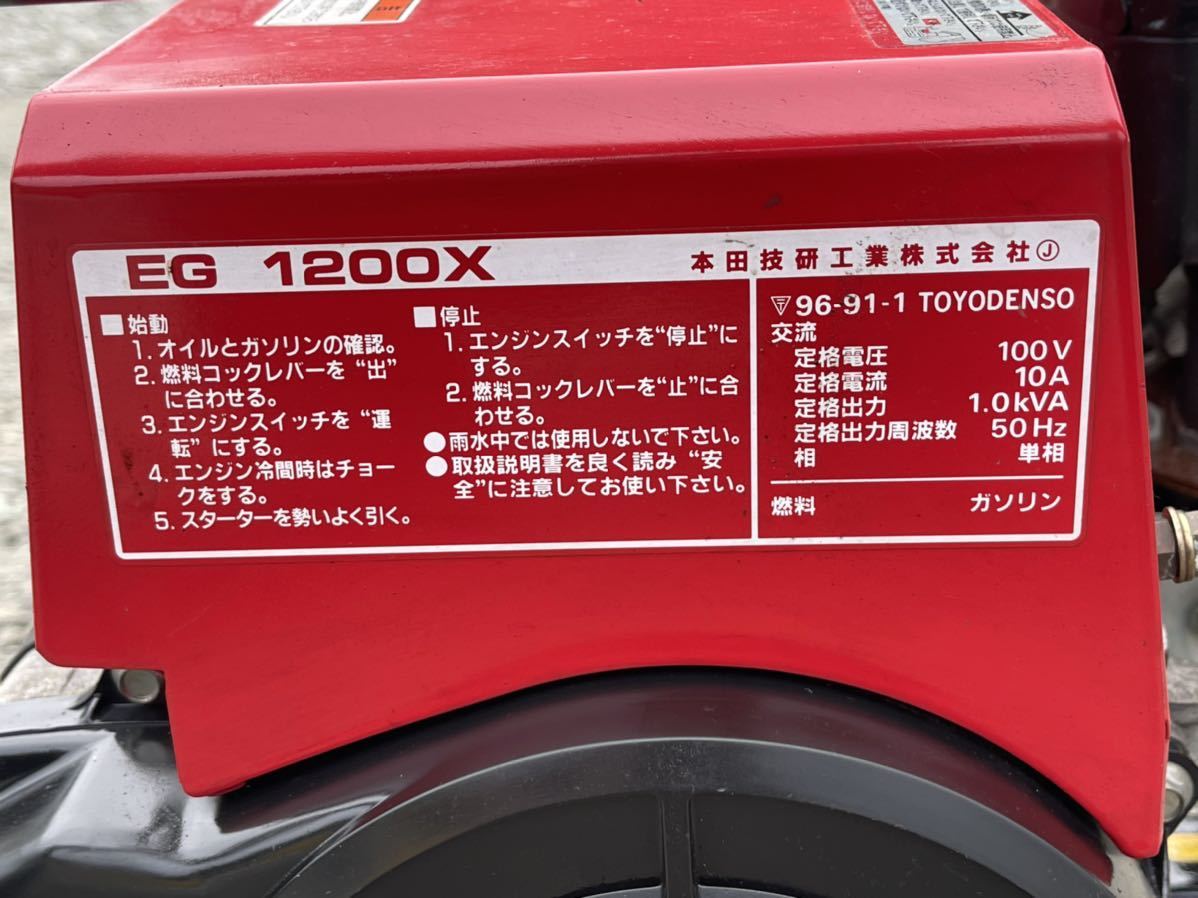 EG 1200X
本田技研工業株式会社Ⓙ
■始動
1. オイルとガソリンの確認。
2. 燃料コックレバーを “出”
に合わせる。
3. エンジンスイッチを “運
転” にする。
4. エンジン冷間時はチョー
クをする。
5. スターターを勢いよく引く。
■停止
1. エンジンスイッチを“停止”に
する。
2. 燃料コックレバーを“止”に合
わせる。
●雨水中では使用しないで下さい。
●取扱説明書を良く読み “安
全”に注意してお使い下さい。
96-91-1 TOYODENSO
交流
定格電圧 100V
定格電流 10A
定格出力 1.0kVA
定格出力周波数 50Hz
相 単相
燃料 ガソリン